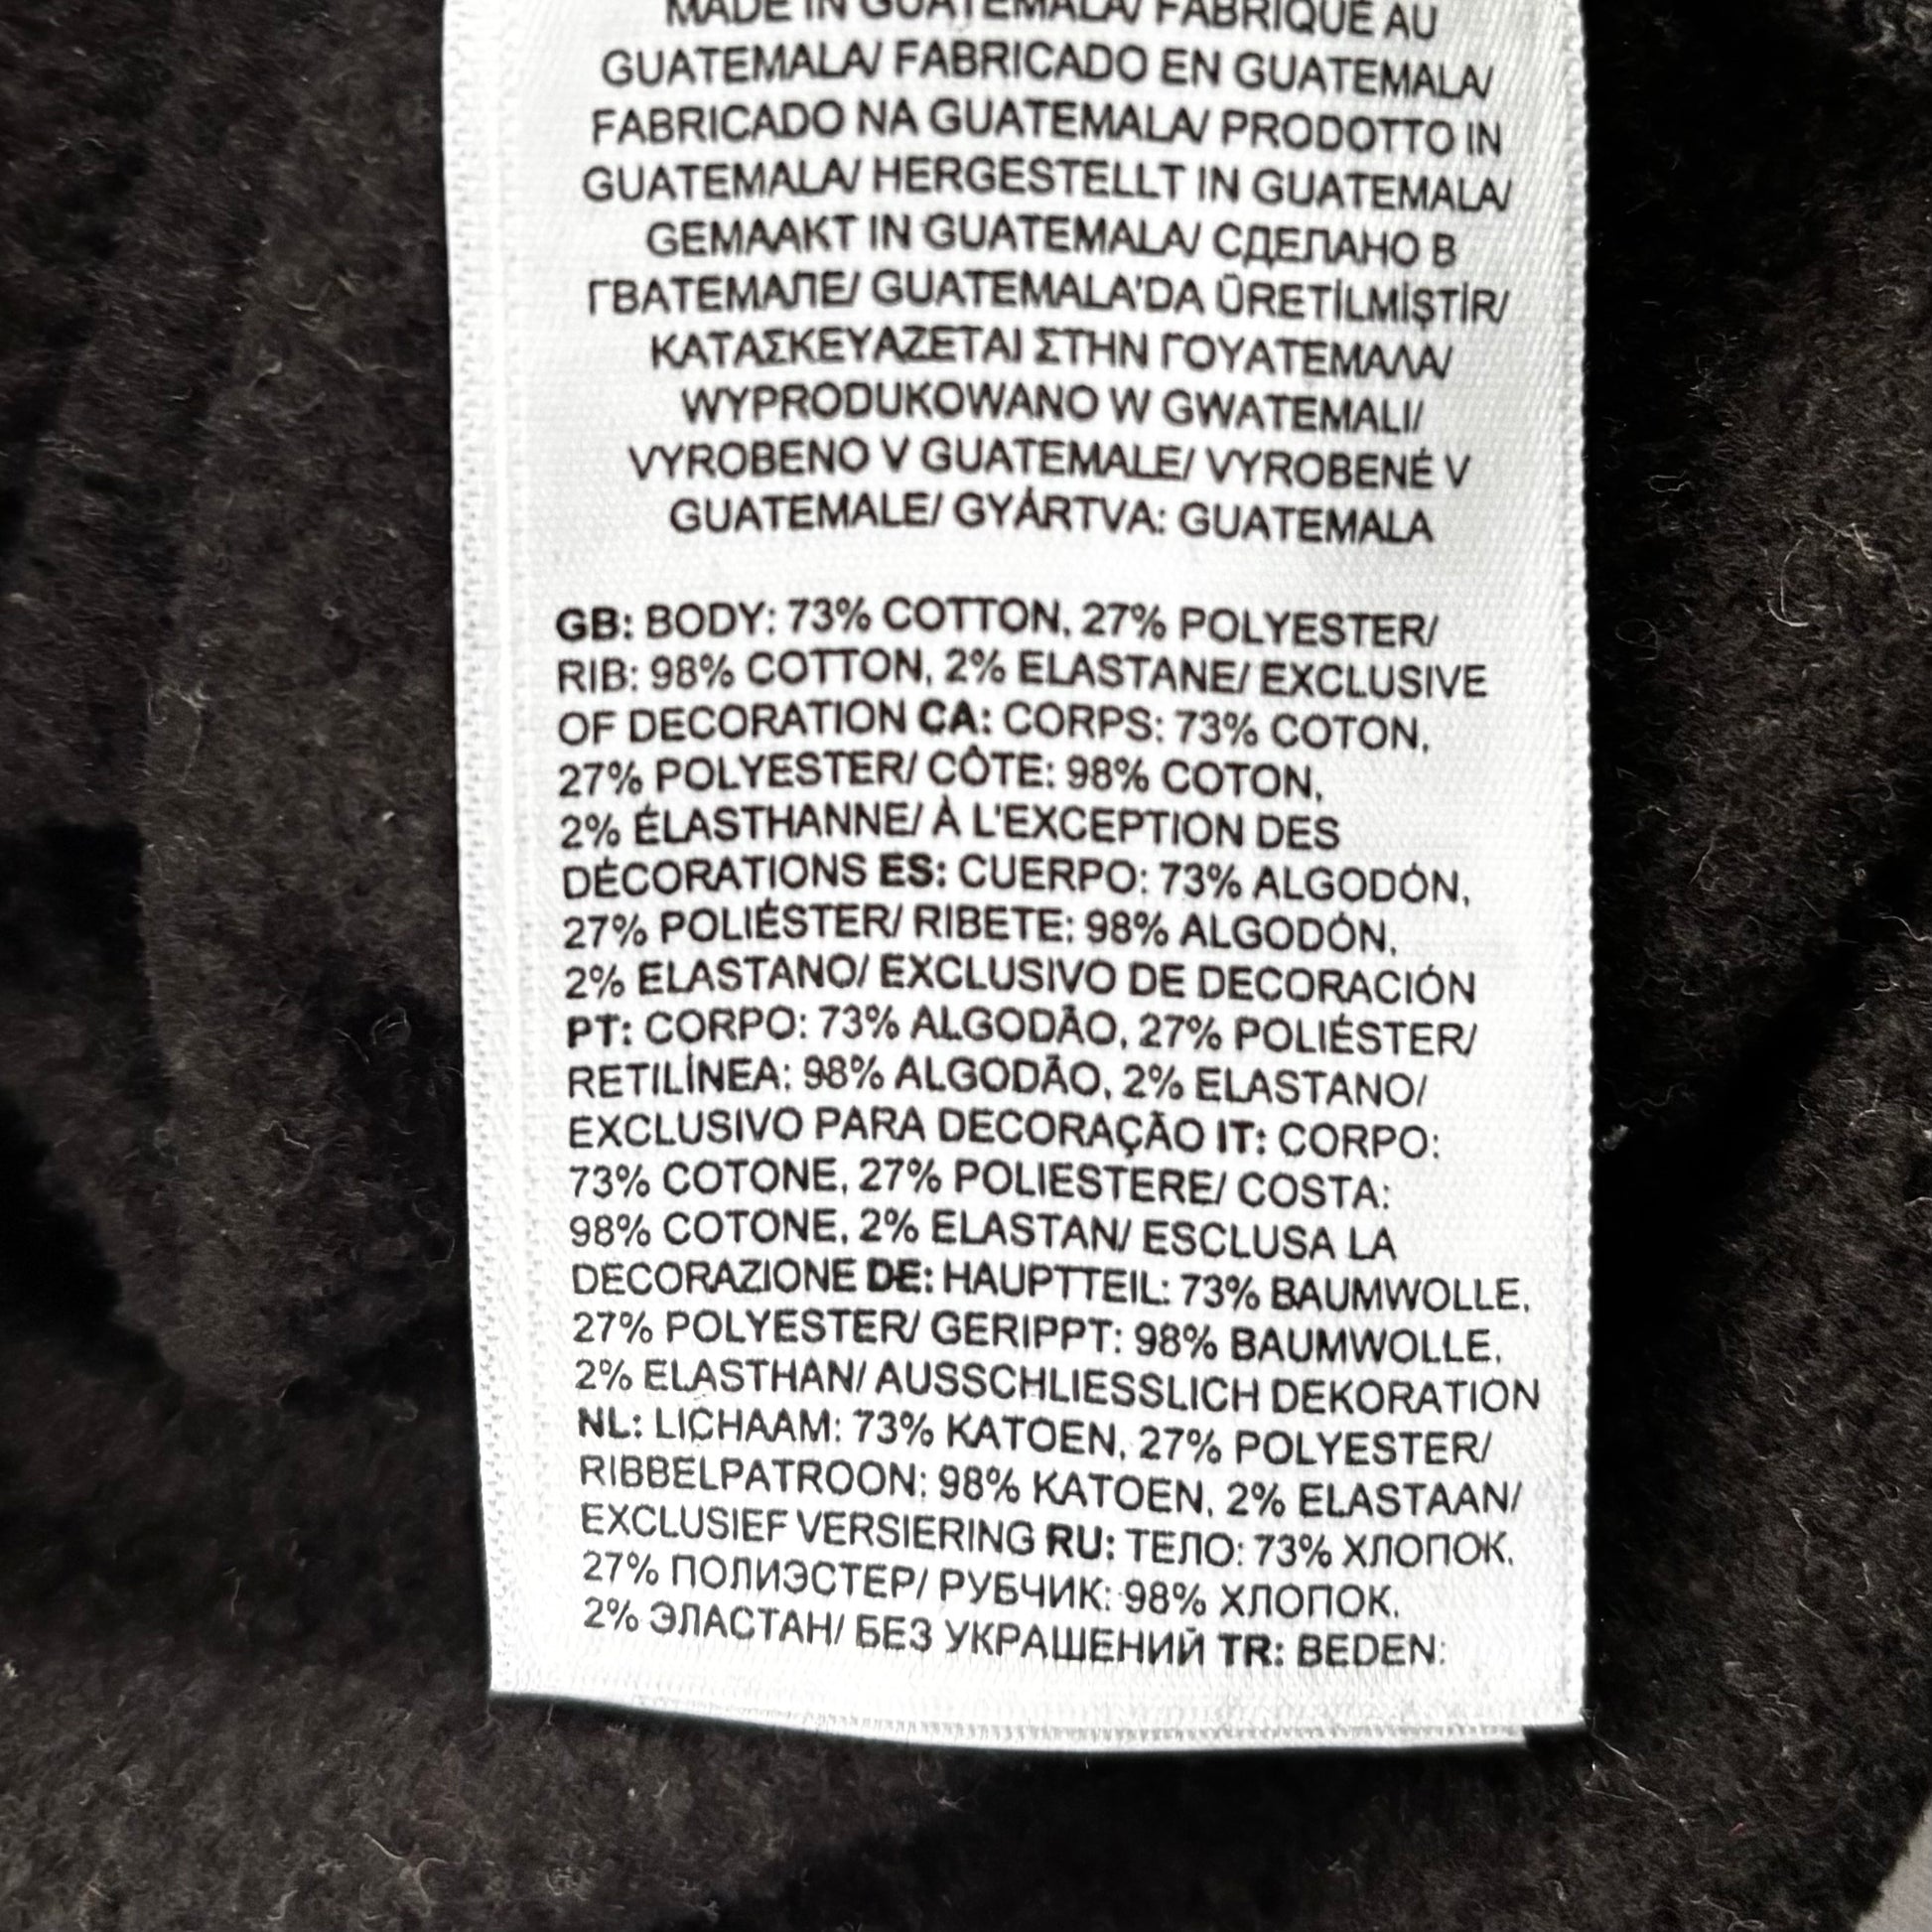 MADE IN GUATEMALA/ FABRIQUÉ AU
GUATEMALA/ FABRICADO EN GUATEMALA/
FABRICADO NA GUATEMALA/ PRODOTTO IN
GUATEMALA/ HERGESTELLT IN GUATEMALA/
GEMAAKT IN GUATEMALA/ СДЕЛАНО В
ГВАТЕМАЛЕ/ GUATEMALA'DA ÜRETİLMİŞTİR/
ΚΑΤΑΣΚΕΥΑΖΕΤΑΙ ΣΤΗΝ ΓΟΥΑΤΕΜΑΛΑ/
WYPRODUKOWANO W GWATEMALI/
VYROBENO V GUATEMALE/ VYROBENÉ V
GUATEMALE/ GYÁRTVA: GUATEMALA
GB: BODY: 73% COTTON, 27% POLYESTER/
RIB: 98% COTTON, 2% ELASTANE/ EXCLUSIVE
OF DECORATION CA: CORPS: 73% COTON,
27% POLYESTER/ CÔTE: 98% COTON,
2% ÉLASTHANNE/ À L'EXCEPTION DES
DÉCORATIONS ES: CUERPO: 73% ALGODÓN,
27% POLIÉSTER/ RIBETE: 98% ALGODÓN,
2% ELASTANO/ EXCLUSIVO DE DECORACIÓN
PT: CORPO: 73% ALGODÃO, 27% POLIÉSTER/
RETILÍNEA: 98% ALGODÃO, 2% ELASTANO/
EXCLUSIVO PARA DECORAÇÃO IT: CORPO:
73% COTONE, 27% POLIESTERE/ COSTA:
98% COTONE, 2% ELASTAN/ ESCLUSA LA
DECORAZIONE DE: HAUPTTEIL: 73% BAUMWOLLE,
27% POLYESTER/ GERIPPT: 98% BAUMWOLLE,
2% ELASTHAN/ AUSSCHLIESSLICH DEKORATION
NL: LICHAAM: 73% KATOEN, 27% POLYESTER/
RIBBELPATROON: 98% KATOEN, 2% ELASTAAN/
EXCLUSIEF VERSIERING RU: ТЕЛО: 73% ХЛОПОК,
27% ПОЛИЭСТЕР/ РУБЧИК: 98% ХЛОПОК,
2% ЭЛАСТАН/ БЕЗ УКРАШЕНИЙ TR: BEDEN: